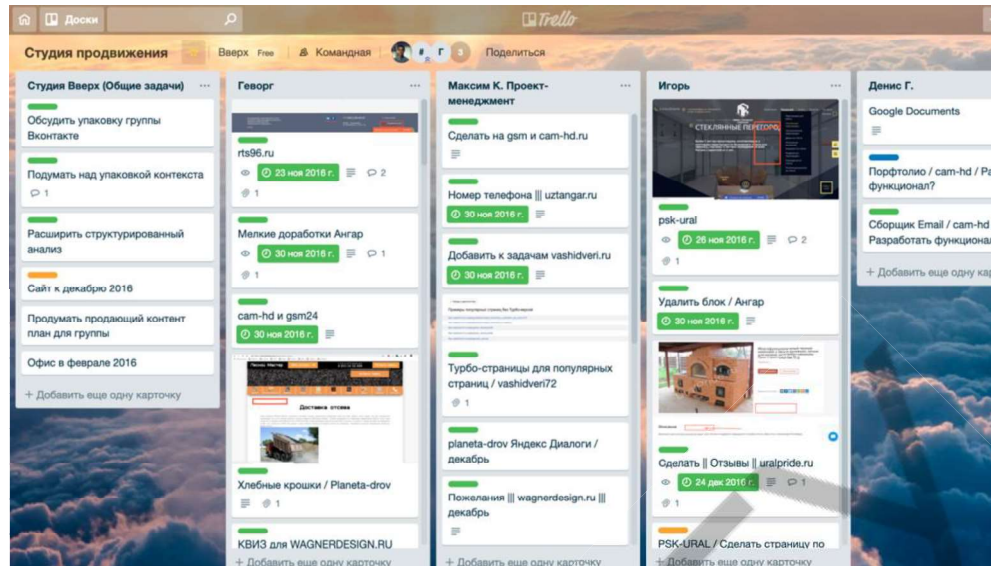 Доски
Trello
Студия продвижения
Вверх Free
Командная
Г
3
Поделиться
Студия Вверх (Общие задачи)
Обсудить упаковку группы
Вконтакте
Подумать над упаковкой контекста
1
Расширить структурированный
анализ
Сайт к декабрю 2016
Продумать продающий контент
план для группы
Офис в феврале 2016
+ Добавить еще одну карточку
Геворг
rts96.ru
23 ноя 2016 г. 2
1
Мелкие доработки Ангар
30 ноя 2016 г. 1
1
cam-hd и gsm24
30 ноя 2016 г.
Доставка отсева
Хлебные крошки / Planeta-drov
1
КВИЗ для WAGNERDESIGN.RU
+ Добавить еще одну карточку
Максим К. Проект-
менеджмент
Сделать на gsm и cam-hd.ru
Номер телефона ||| uztangar.ru
30 ноя 2016 г.
Добавить к задачам vashidveri.ru
30 ноя 2016 г.
Турбо-страницы для популярных
страниц / vashidveri72
1
planeta-drov Яндекс Диалоги /
декабрь
Пожелания ||| wagnerdesign.ru |||
декабрь
+ Добавить еще одну карточку
Игорь
СТЕКЛЯННЫЕ ПЕРЕГОРО
psk-ural
26 ноя 2016 г. 2
1
Удалить блок / Ангар
30 ноя 2016 г.
Сделать || Отзывы || uralpride.ru
24 дек 2016 г. 1
1
PSK-URAL / Сделать страницу по
+ Добавить еще одну карточку
Денис Г.
Google Documents
Порфтолио / cam-hd / Ра
функционал?
Сборщик Email / cam-hd
Разработать функционал
+ Добавить еще одну кар